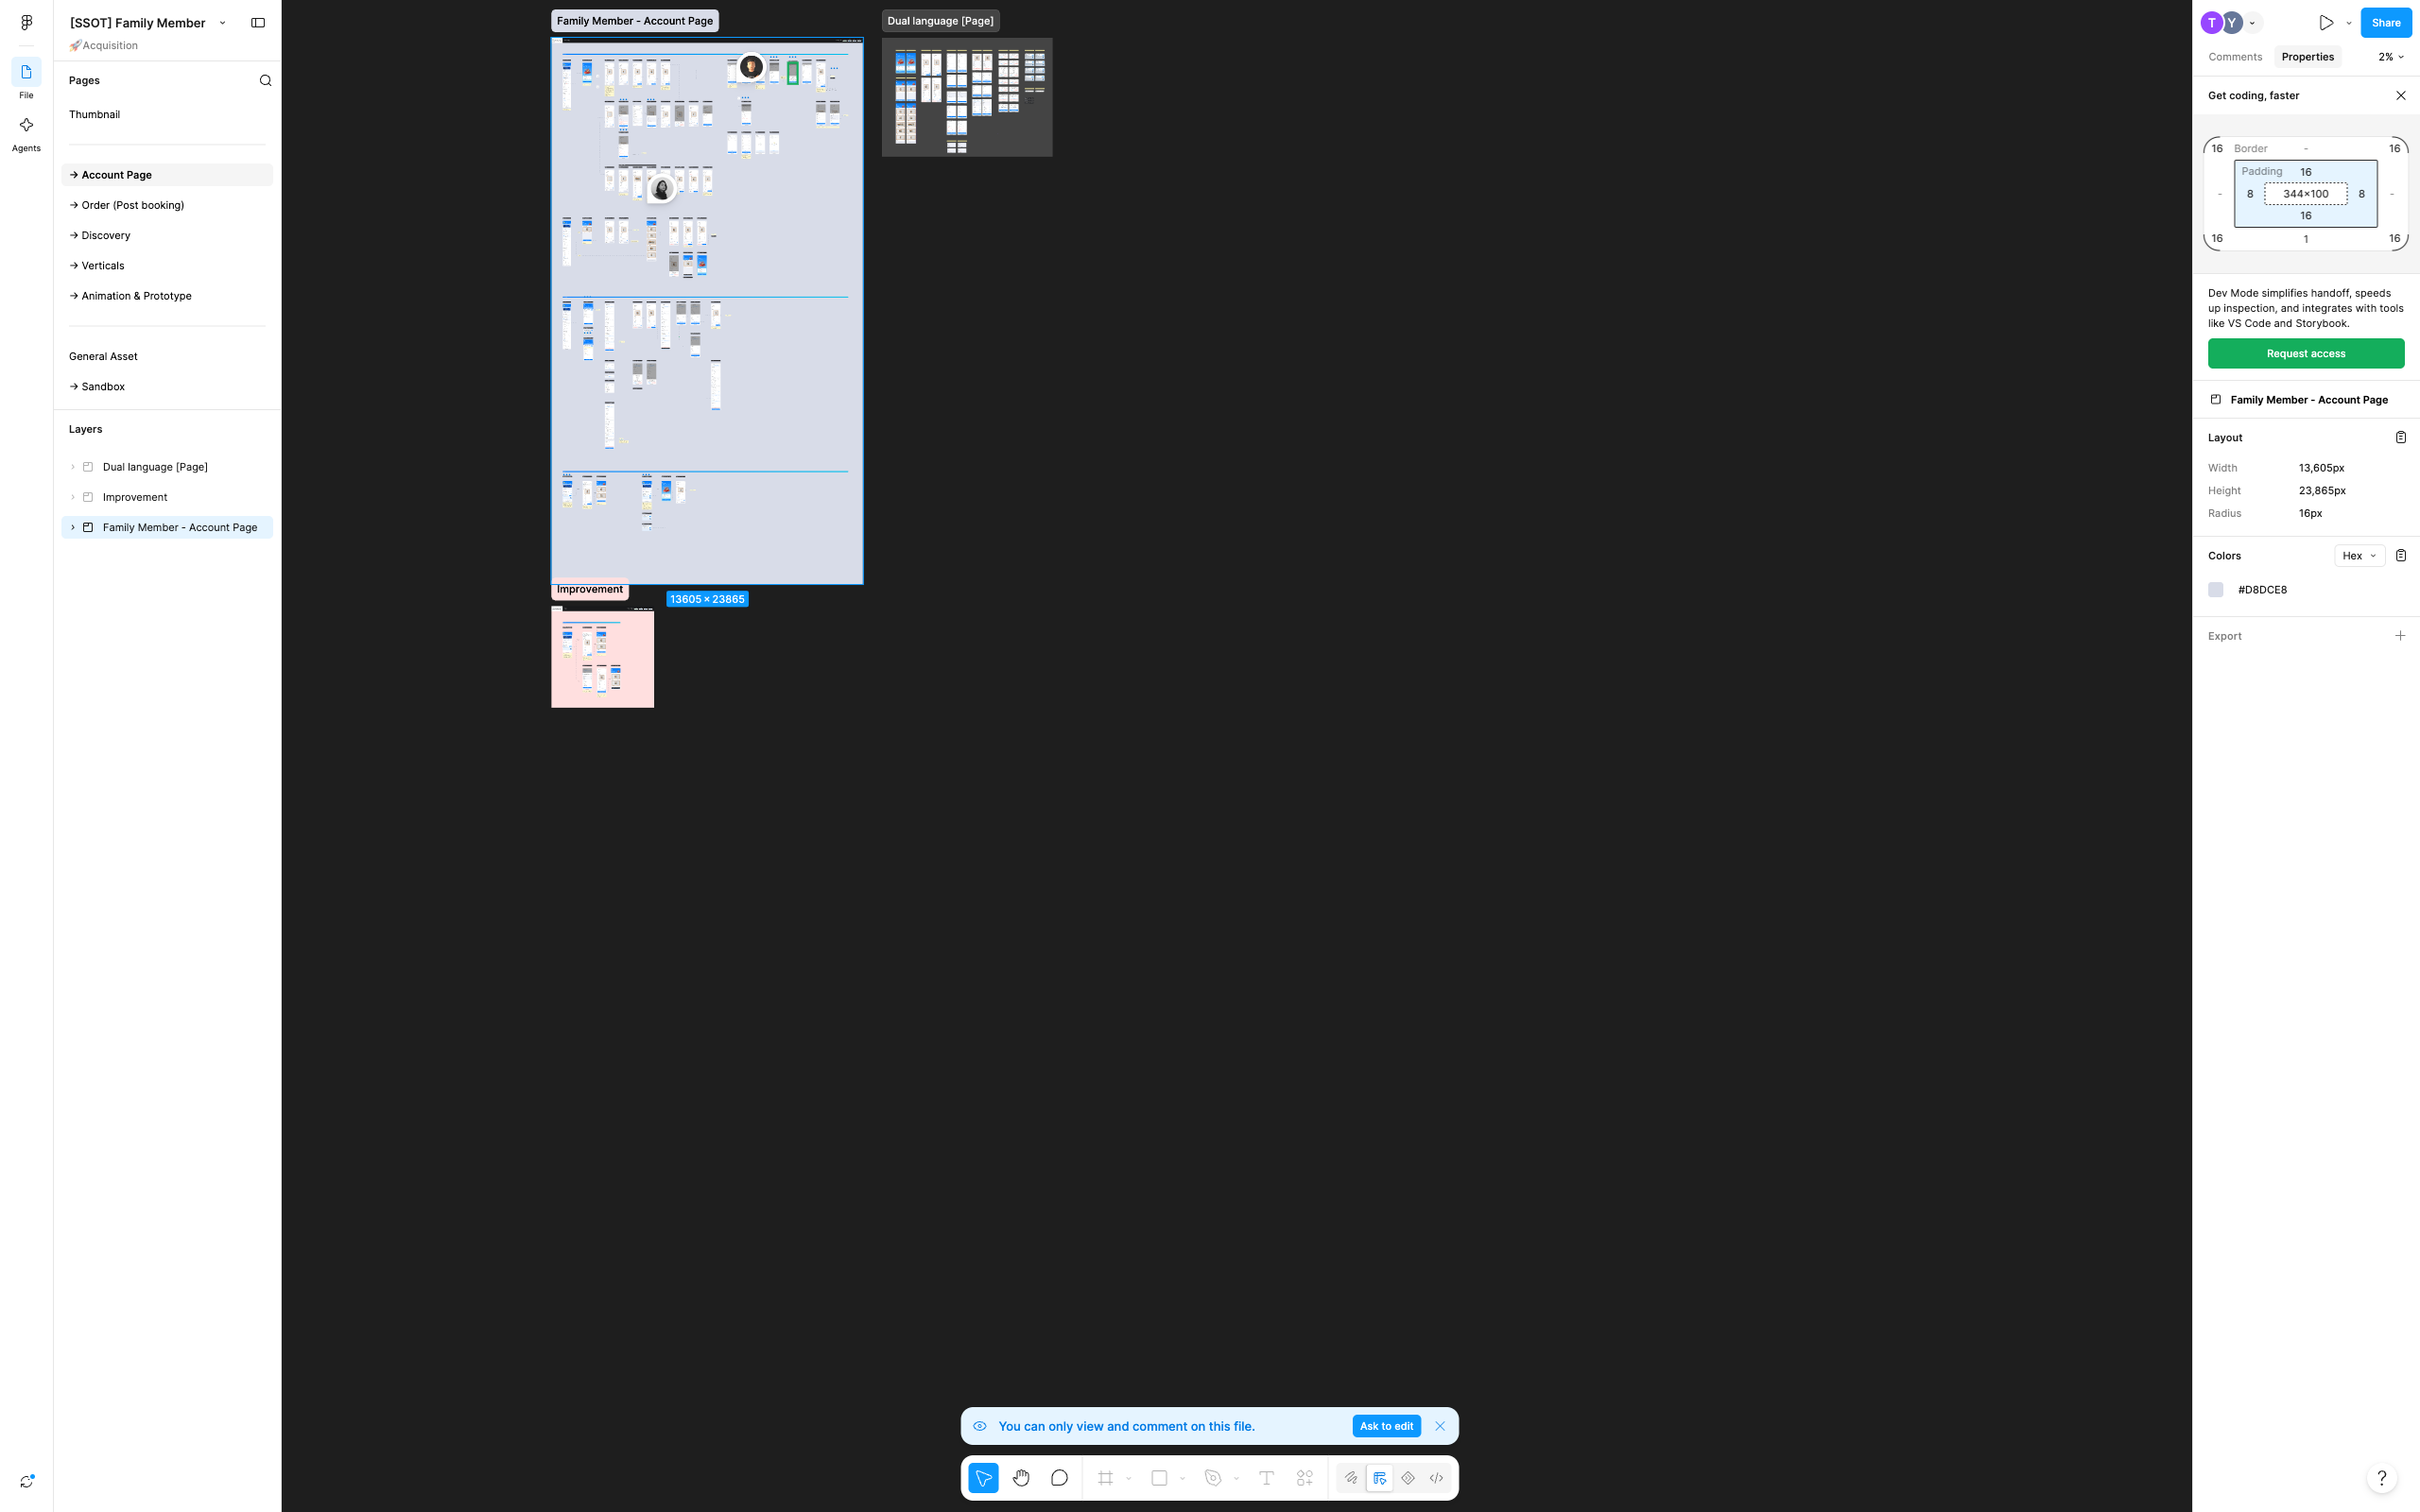 [SSOT] Family Member
🚀Acquisition
File
Agents
Pages
Thumbnail
→ Account Page
→ Order (Post booking)
→ Discovery
→ Verticals
→ Animation & Prototype
General Asset
→ Sandbox
Layers
Dual language [Page]
Improvement
Family Member - Account Page
Family Member - Account Page
Dual language [Page]
Improvement
13605 × 23865
You can only view and comment on this file.
Ask to edit
T
Y
Share
Comments
Properties
2%
Get coding, faster
16
Border
-
16
Padding
16
-
8
344×100
8
-
16
16
1
16
Dev Mode simplifies handoff, speeds
up inspection, and integrates with tools
like VS Code and Storybook.
Request access
Family Member - Account Page
Layout
Width
13,605px
Height
23,865px
Radius
16px
Colors
Hex
#D8DCE8
Export
?